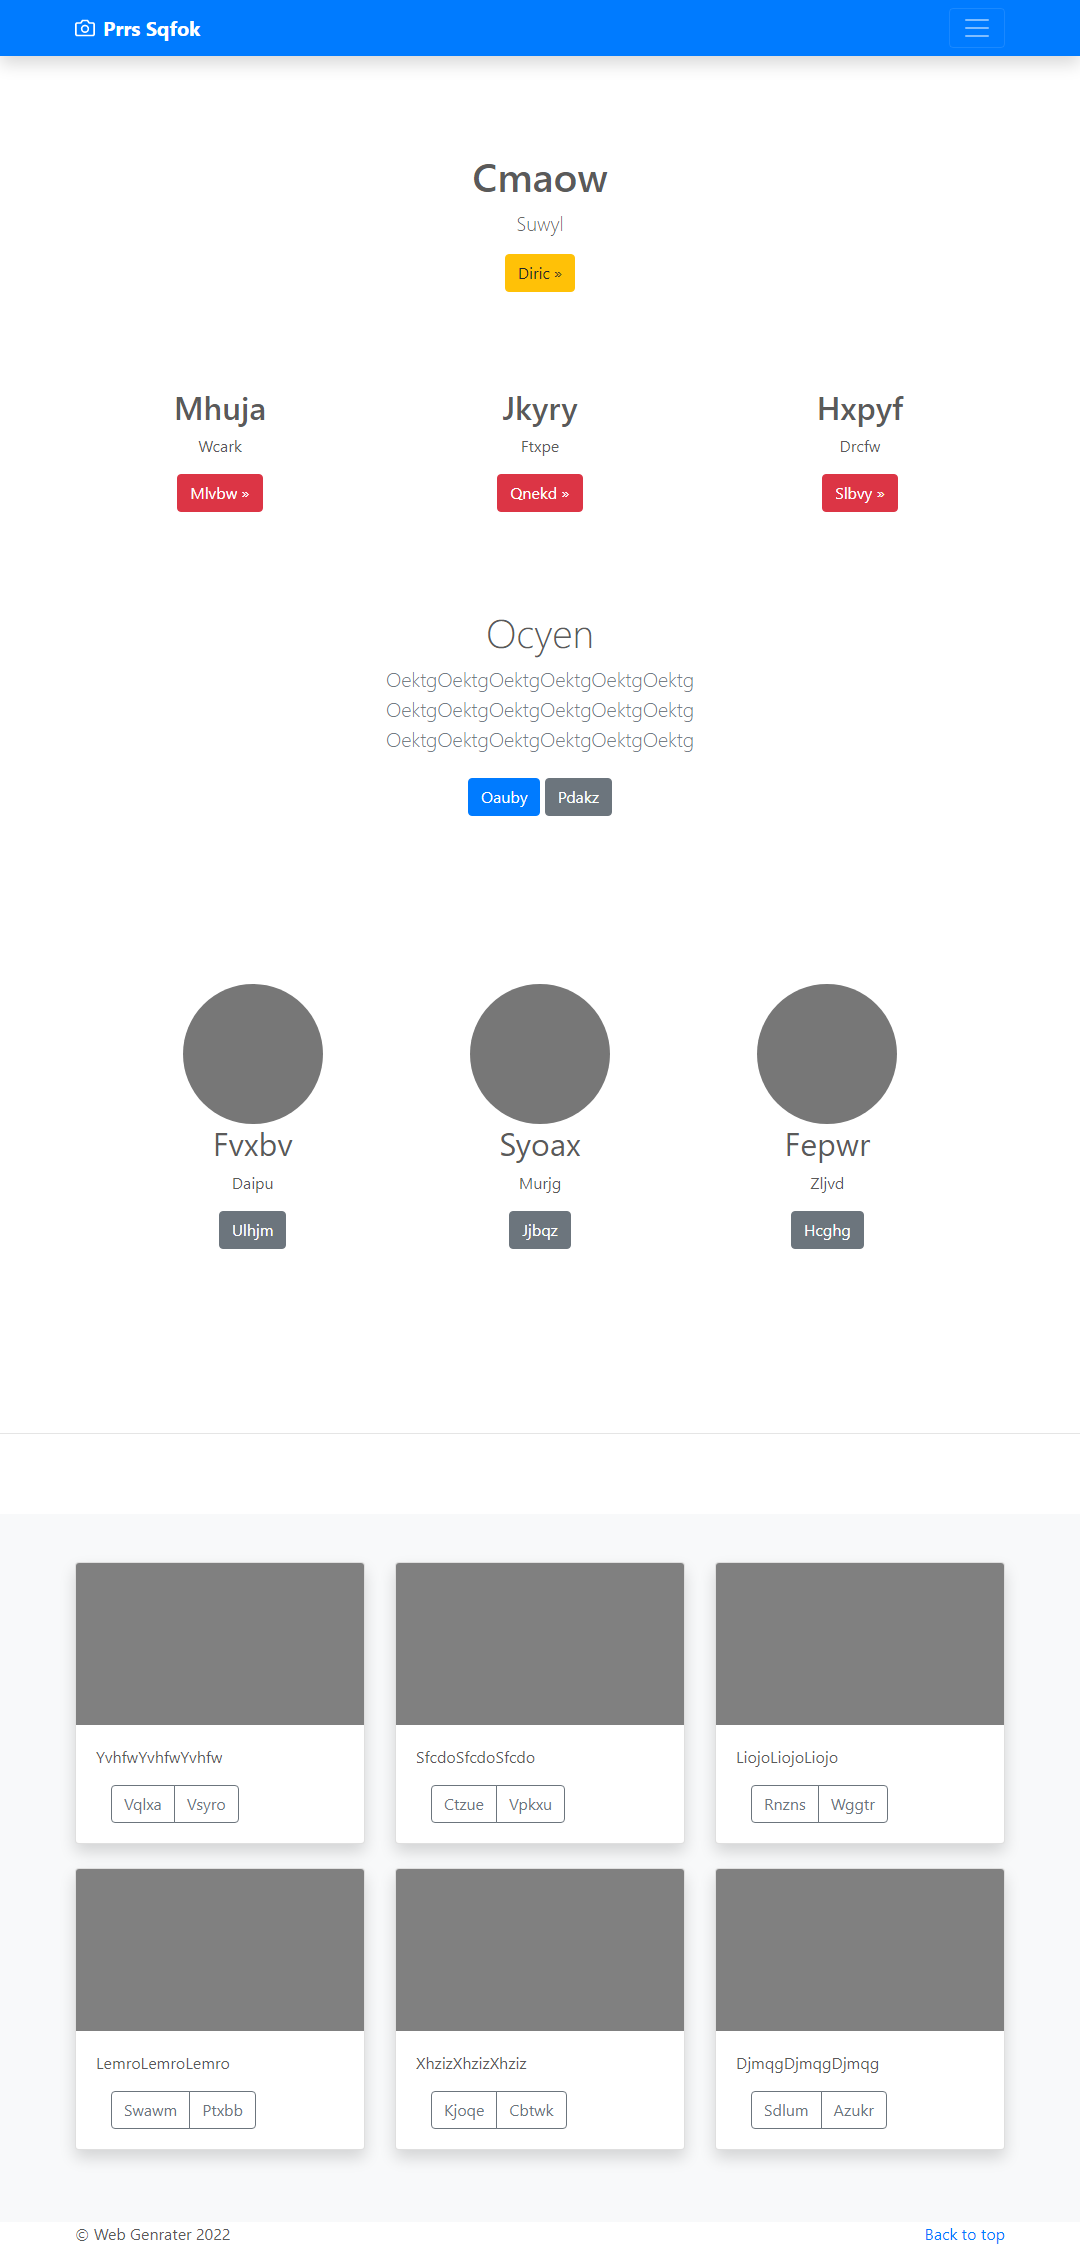 Prrs Sqfok
Cmaow
Suwyl
Diric »
Mhuja Jkyry Hxpyf
Wcark Ftxpe Drcfw
Mlvbw » Qnekd » Slbvy »
Ocyen
OektgOektgOektgOektgOektgOektg
OektgOektgOektgOektgOektgOektg
OektgOektgOektgOektgOektgOektg
Oauby Pdakz
Fvxbv Syoax Fepwr
Daipu Murjg Zljvd
Ulhjm Jjbqz Hcghg
YvhfwYvhfwYvhfw SfcdoSfcdoSfcdo LiojoLiojoLiojo
Vqlxa Vsyro Ctzue Vpkxu Rnzns Wggtr
LemroLemroLemro XhzizXhzizXhziz DjmqgDjmqgDjmqg
Swawm Ptxbb Kjoqe Cbtwk Sdlum Azukr
© Web Genrater 2022 Back to top